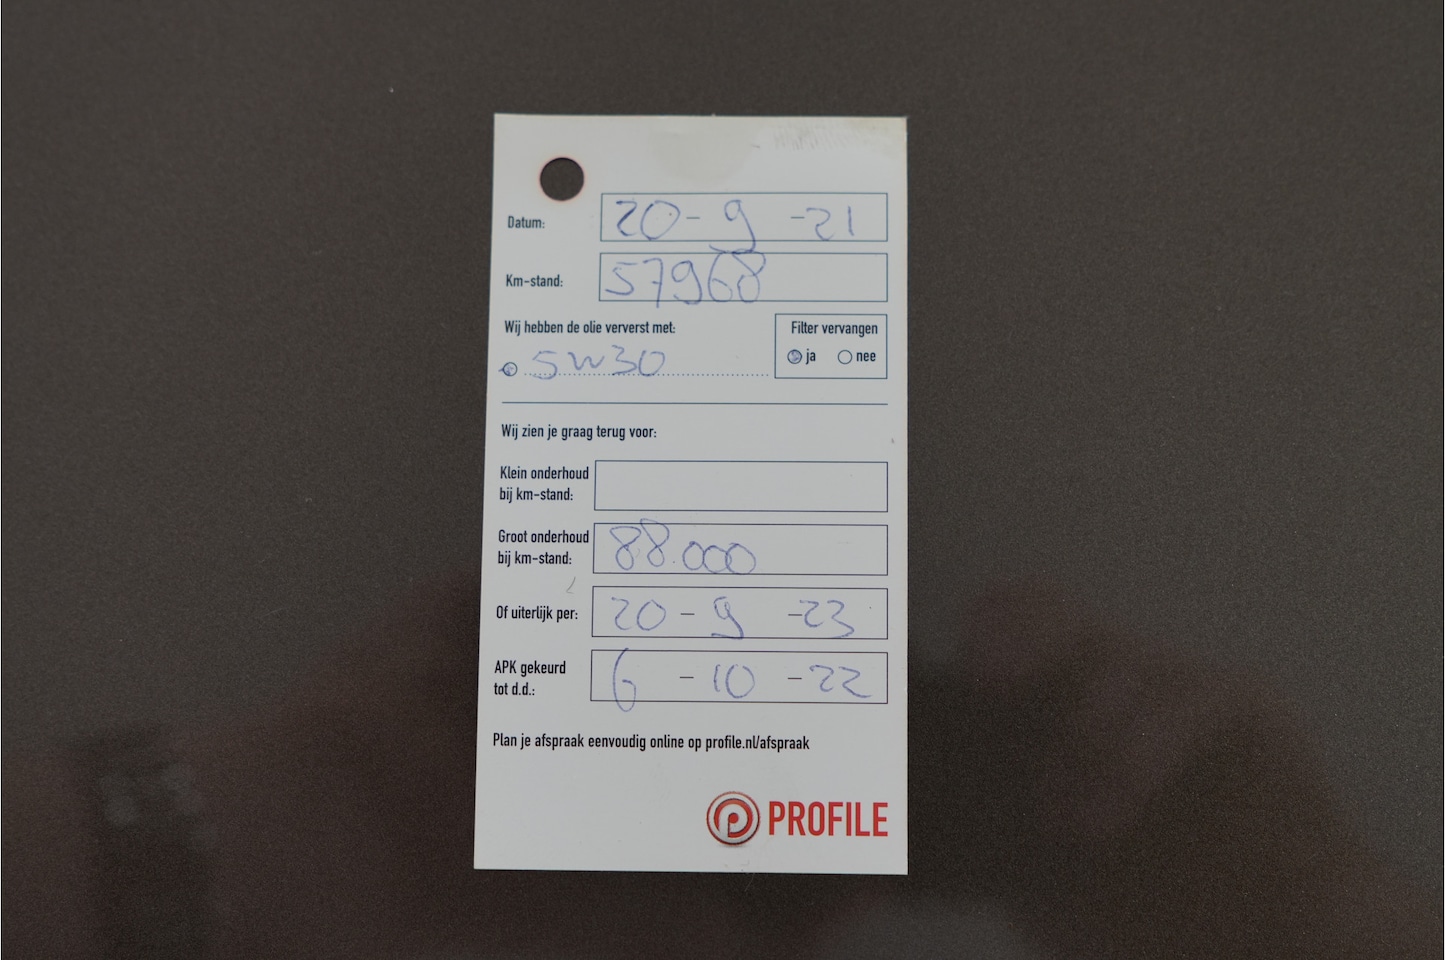 Datum: 20-9-21
Km-stand: 57968
Wij hebben de olie ververst met:
5W30
Filter vervangen
ja nee
Wij zien je graag terug voor:
Klein onderhoud
bij km-stand:
Groot onderhoud
bij km-stand: 88.000
Of uiterlijk per: 20-9-23
APK gekeurd
tot d.d.: 6-10-22
Plan je afspraak eenvoudig online op profile.nl/afspraak
PROFILE